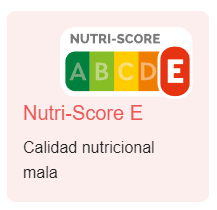 NUTRI-SCORE
A B C D E
Nutri-Score E
Calidad nutricional
mala